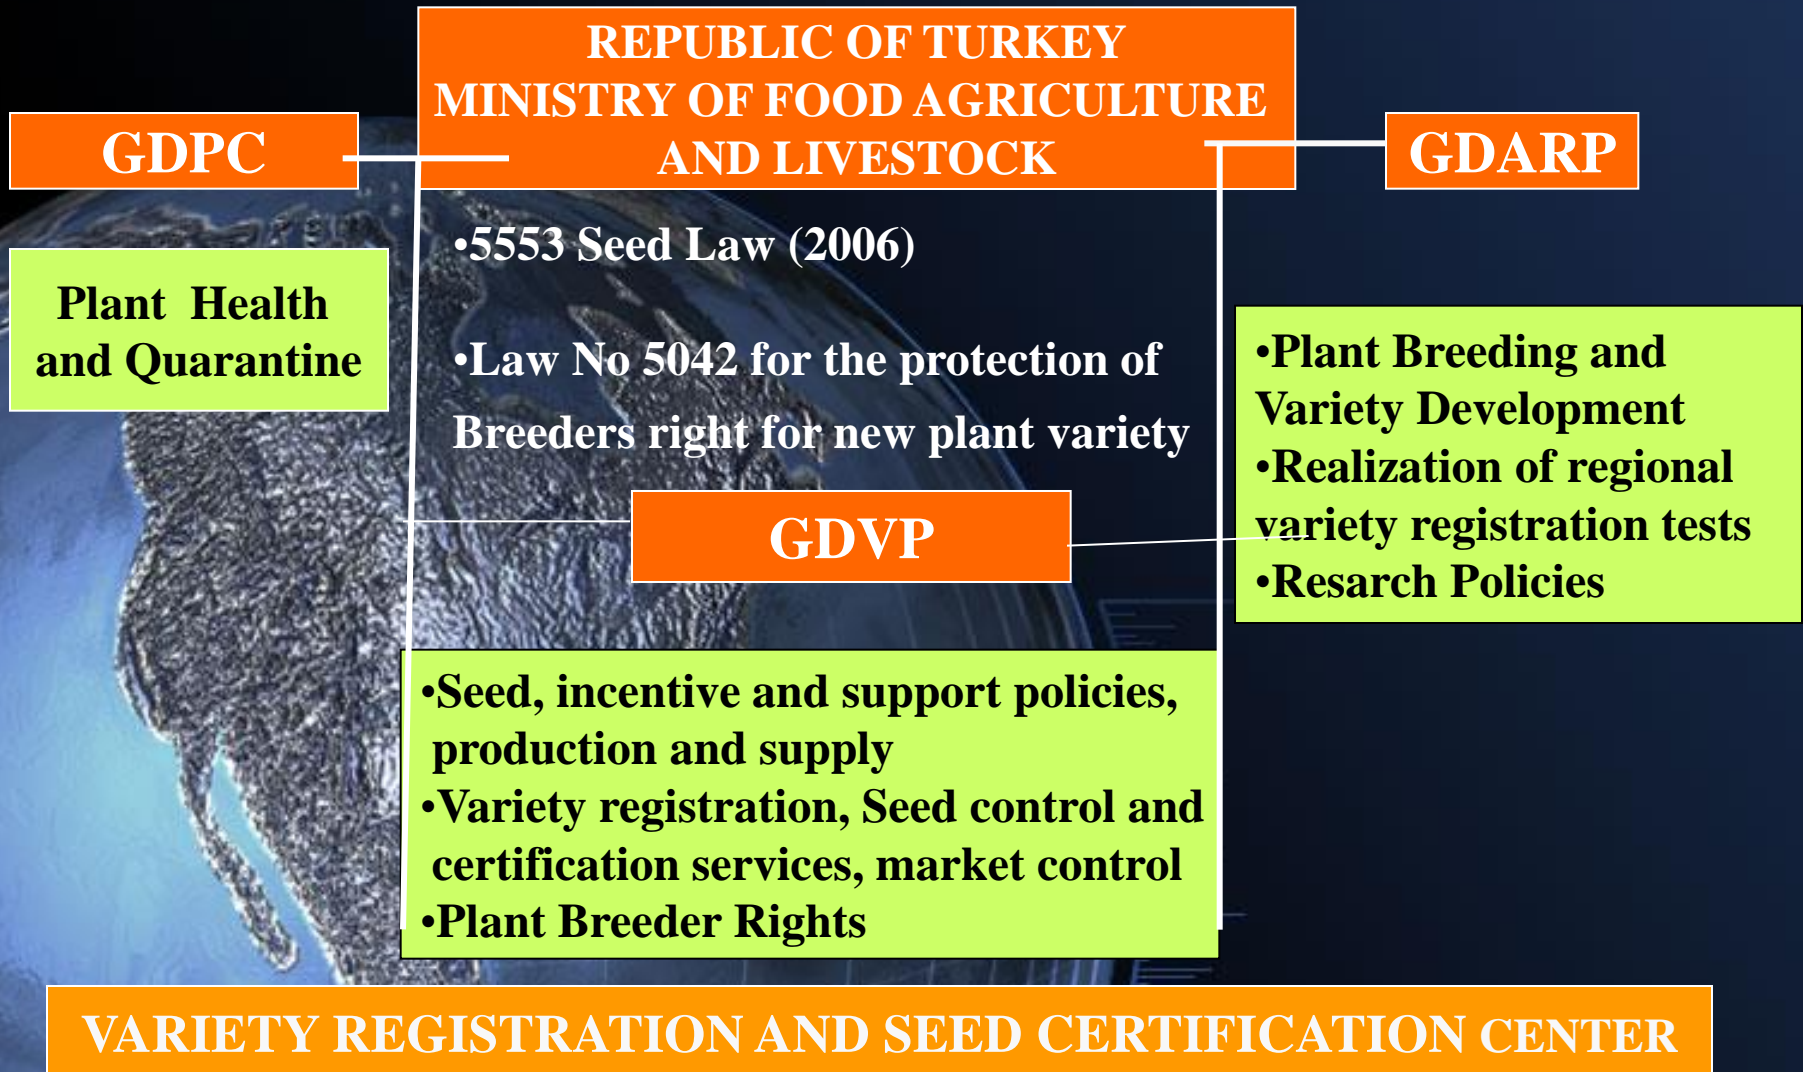 REPUBLIC OF TURKEY
MINISTRY OF FOOD AGRICULTURE
AND LIVESTOCK
GDPC
GDARP
Plant Health
and Quarantine
•5553 Seed Law (2006)
•Law No 5042 for the protection of
Breeders right for new plant variety
•Plant Breeding and
Variety Development
•Realization of regional
variety registration tests
•Resarch Policies
GDVP
•Seed, incentive and support policies,
production and supply
•Variety registration, Seed control and
certification services, market control
•Plant Breeder Rights
VARIETY REGISTRATION AND SEED CERTIFICATION CENTER